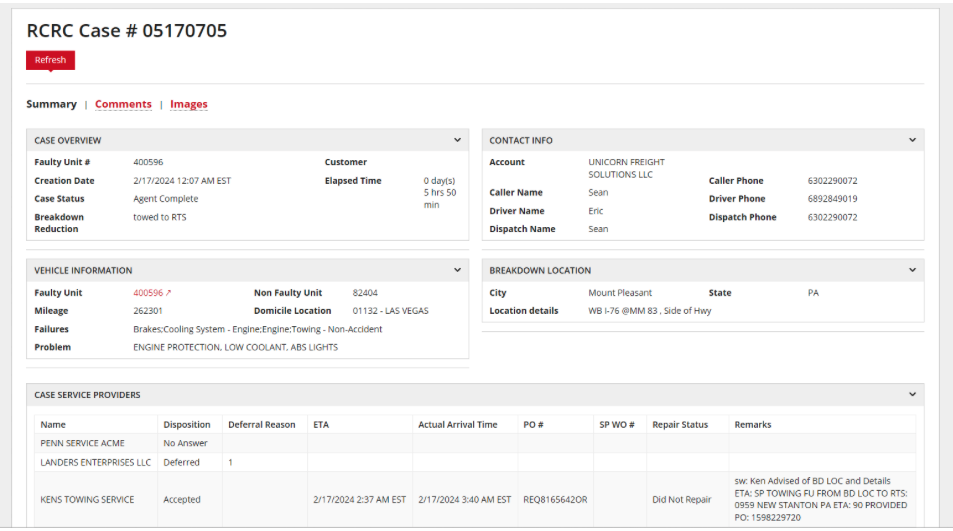 RCRC Case # 05170705
Refresh
Summary | Comments | Images
CASE OVERVIEW
Faulty Unit # 400596 Customer
Creation Date 2/17/2024 12:07 AM EST Elapsed Time 0 day(s)
5 hrs 50
min
Case Status Agent Complete
Breakdown
Reduction towed to RTS
CONTACT INFO
Account UNICORN FREIGHT
SOLUTIONS LLC
Caller Phone 6302290072
Caller Name Sean
Driver Phone 6892849019
Driver Name Eric
Dispatch Phone 6302290072
Dispatch Name Sean
VEHICLE INFORMATION
Faulty Unit 400596 Non Faulty Unit 82404
Mileage 262301 Domicile Location 01132 - LAS VEGAS
Failures Brakes;Cooling System - Engine;Engine;Towing - Non-Accident
Problem ENGINE PROTECTION, LOW COOLANT, ABS LIGHTS
BREAKDOWN LOCATION
City Mount Pleasant State PA
Location details WB I-76 @MM 83 , Side of Hwy
CASE SERVICE PROVIDERS
Name Disposition Deferral Reason ETA Actual Arrival Time PO # SP WO # Repair Status Remarks
PENN SERVICE ACME No Answer
LANDERS ENTERPRISES LLC Deferred 1
KENS TOWING SERVICE Accepted 2/17/2024 2:37 AM EST 2/17/2024 3:40 AM EST REQ8165642OR Did Not Repair
sw: Ken Advised of BD LOC and Details
ETA: SP TOWING FU FROM BD LOC TO RTS:
0959 NEW STANTON PA ETA: 90 PROVIDED
PO: 1598229720